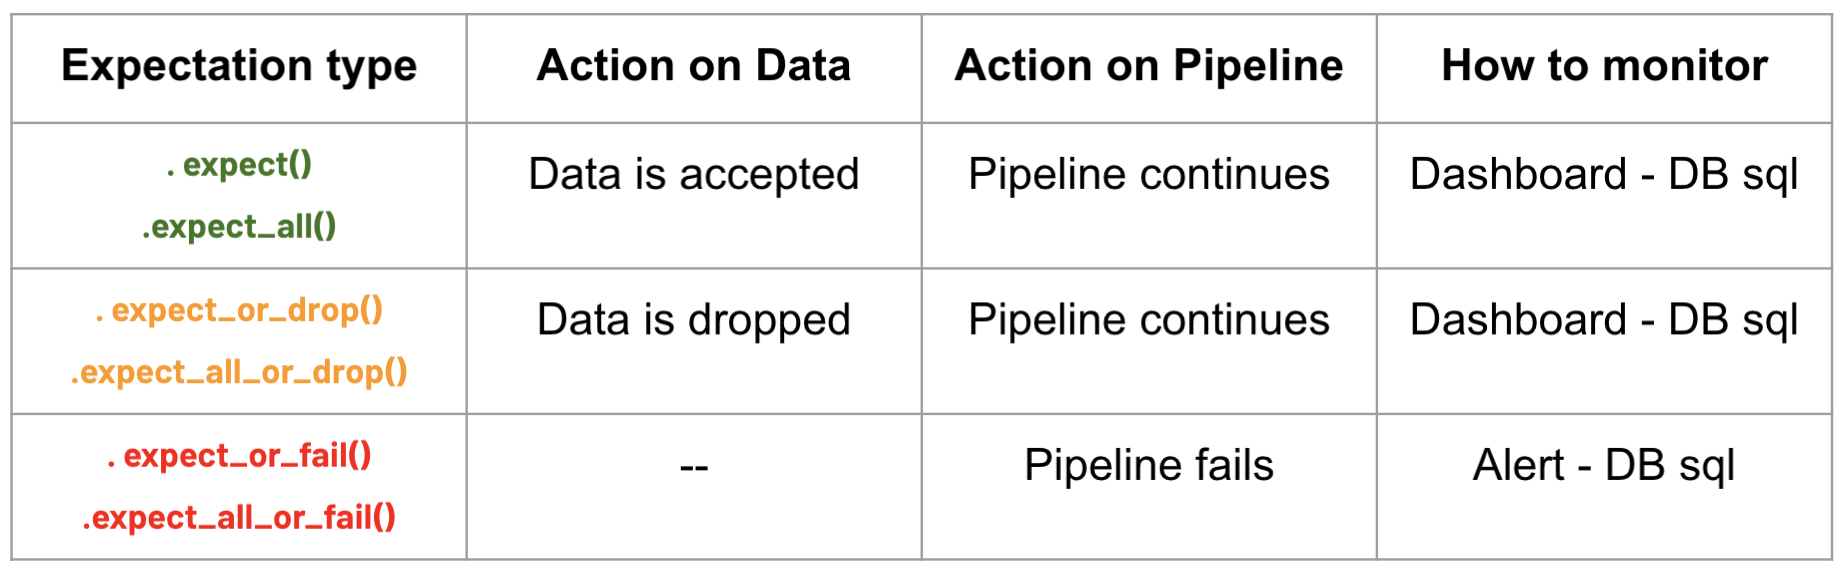 Expectation type Action on Data Action on Pipeline How to monitor
. expect() Data is accepted Pipeline continues Dashboard - DB sql
.expect_all()
. expect_or_drop() Data is dropped Pipeline continues Dashboard - DB sql
.expect_all_or_drop()
. expect_or_fail() -- Pipeline fails Alert - DB sql
.expect_all_or_fail()